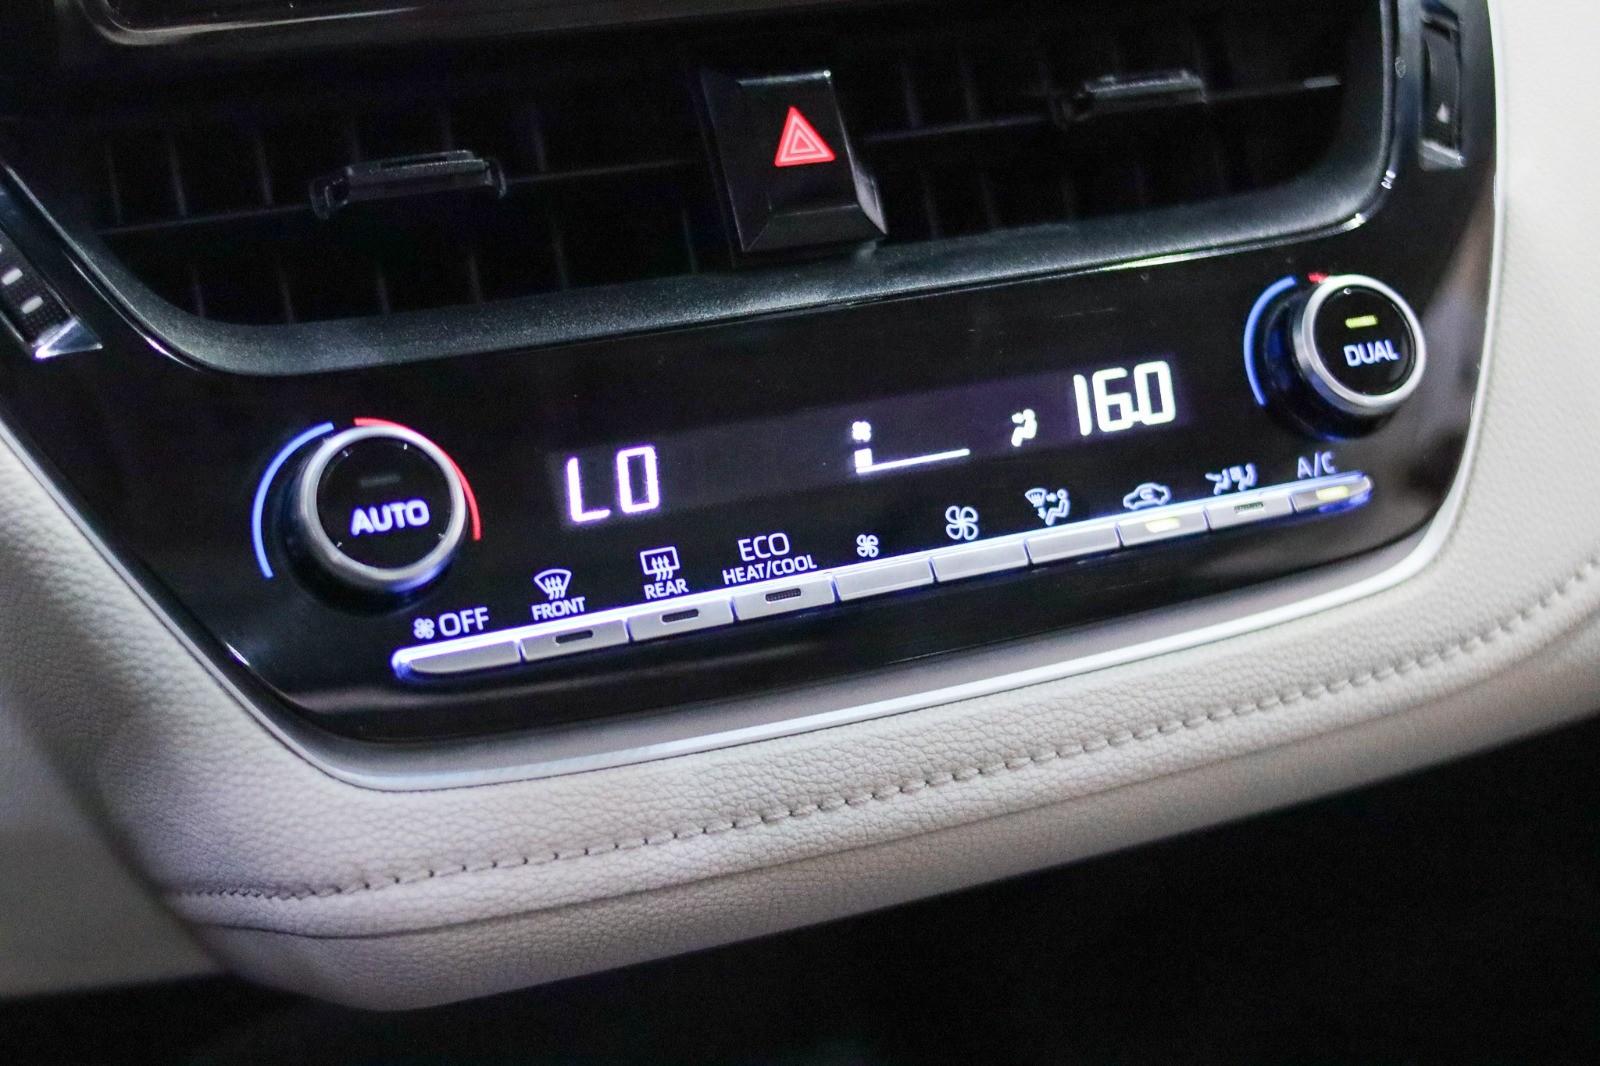 DUAL
16.0
LO
AUTO
A/C
ECO
HEAT/COOL
REAR
FRONT
OFF